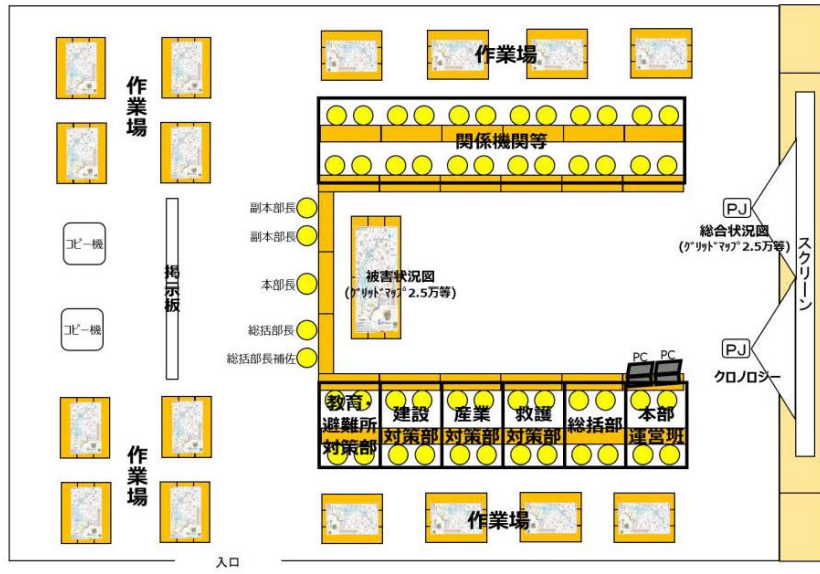 作業場
作業場
関係機関等
副本部長
副本部長
本部長
総括部長
総括部長補佐
コピー機
コピー機
掲示板
被害状況図
(ｸﾞﾘｯﾄﾞﾏｯﾌﾟ2.5万等)
PJ
総合状況図
(ｸﾞﾘｯﾄﾞﾏｯﾌﾟ2.5万等)
スクリーン
PJ
クロノロジー
PC PC
教育・
避難所
対策部
建設
対策部
産業
対策部
救護
対策部
総括部
本部
運営班
作業場
作業場
入口